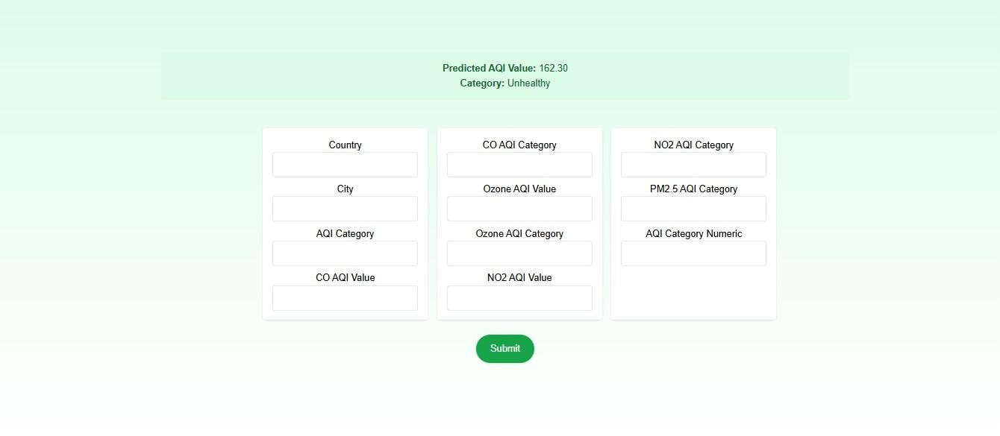 Predicted AQI Value: 162.30
Category: Unhealthy
Country
City
AQI Category
CO AQI Value
CO AQI Category
Ozone AQI Value
Ozone AQI Category
NO2 AQI Value
NO2 AQI Category
PM2.5 AQI Category
AQI Category Numeric
Submit